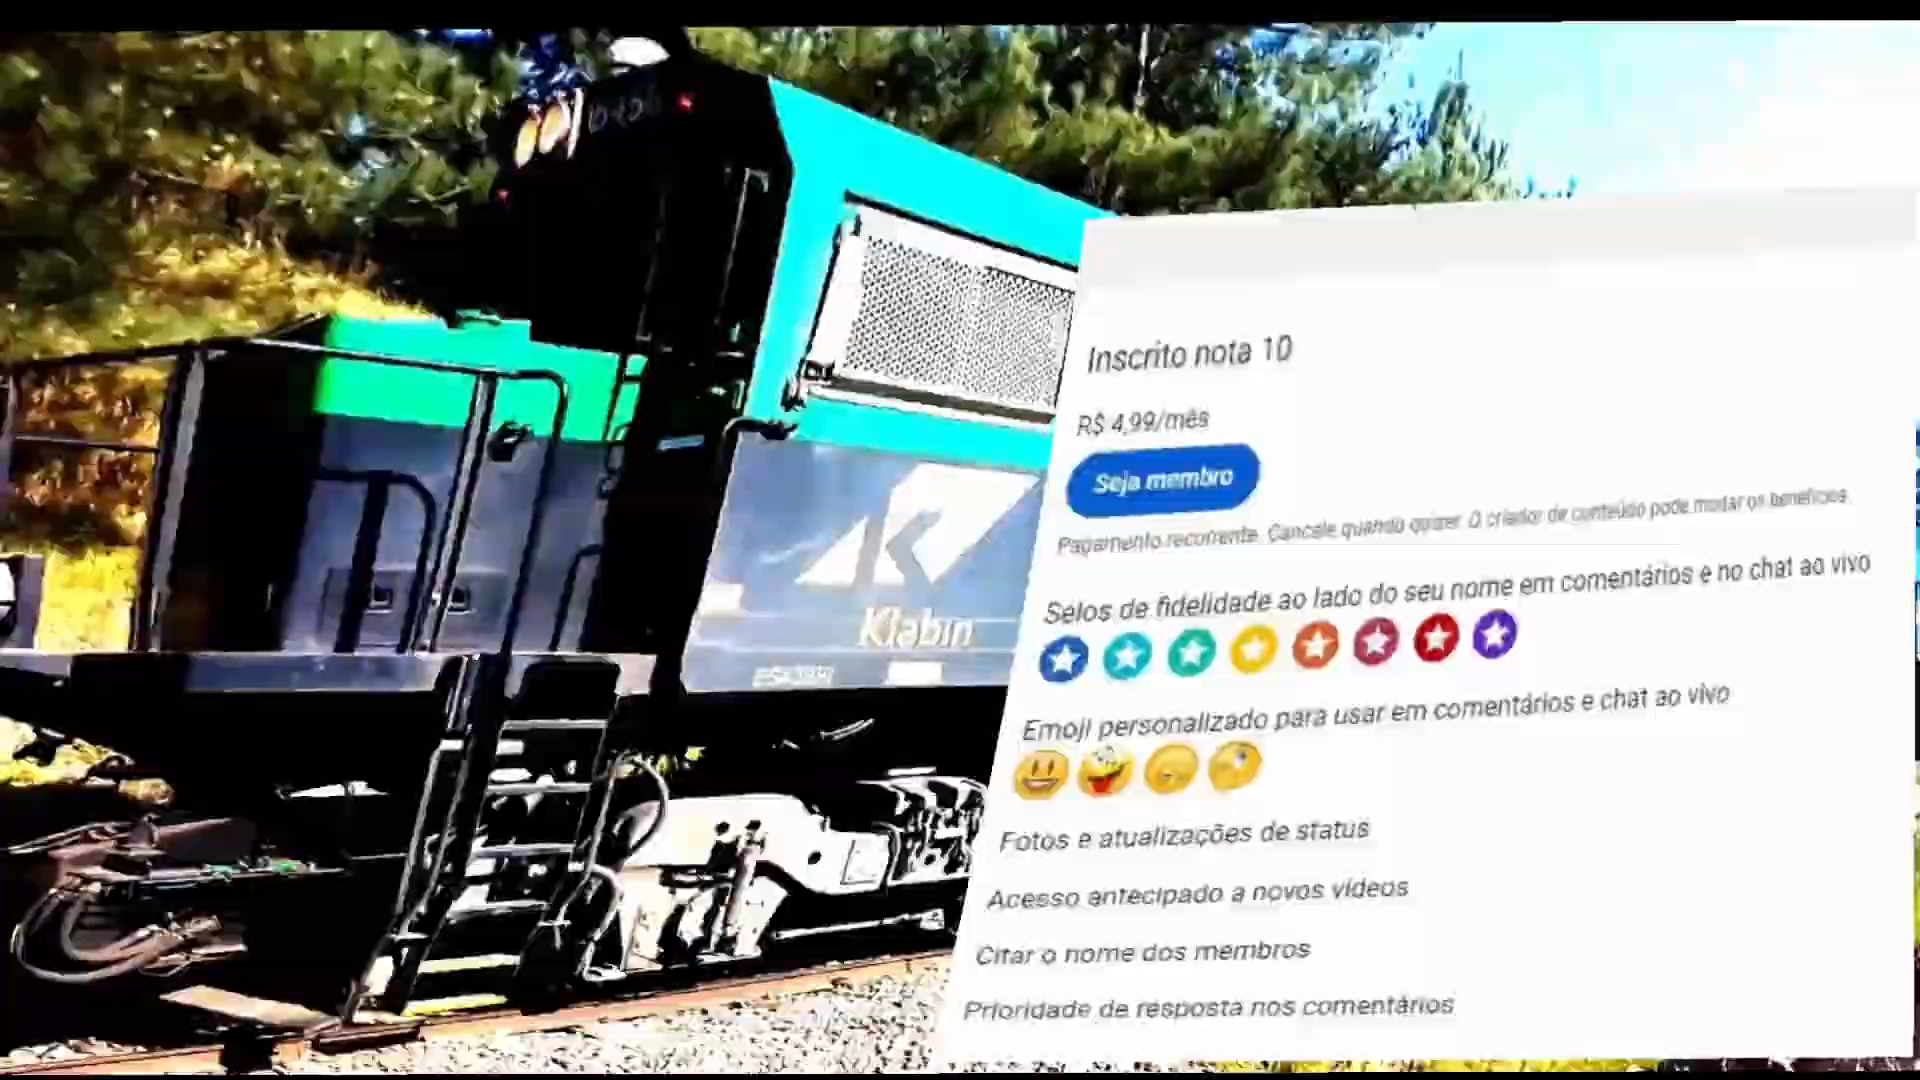 Klabin
Inscrito nota 10
R$ 4,99/mês
Seja membro
Pagamento recorrente. Cancele quando quizer. O criador de conteúdo pode mudar os benefícios.
Selos de fidelidade ao lado do seu nome em comentários e no chat ao vivo
Emoji personalizado para usar em comentários e chat ao vivo
Fotos e atualizações de status
Acesso antecipado a novos vídeos
Citar o nome dos membros
Prioridade de resposta nos comentários